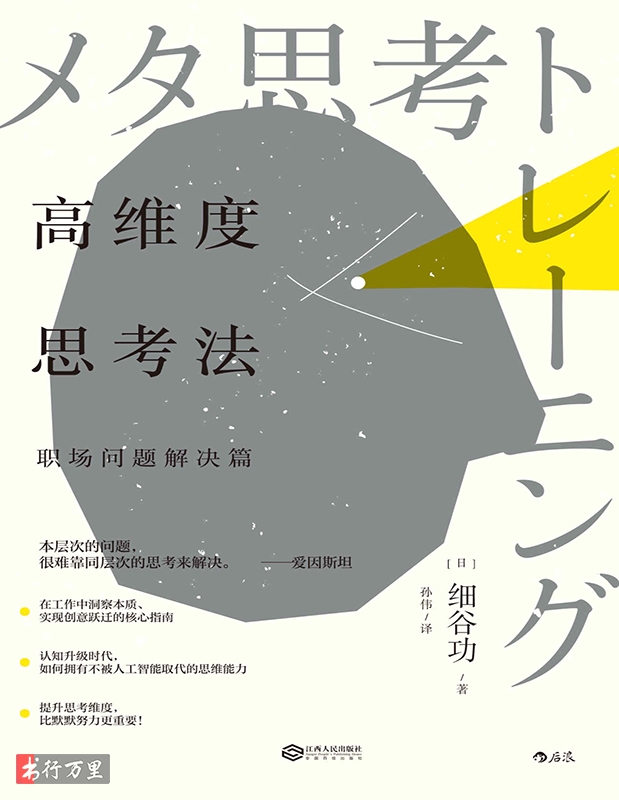 メタ思考トレーニング
高维度
思考法
职场问题解决篇
本层次的问题，
很难靠同层次的思考来解决。 ——爱因斯坦
在工作中洞察本质、
实现创意跃迁的核心指南
认知升级时代，
如何拥有不被人工智能取代的思维能力
提升思考维度，
比默默努力更重要！
［日］
细谷功/著
孙伟/译
江西人民出版社
后浪
书行万里